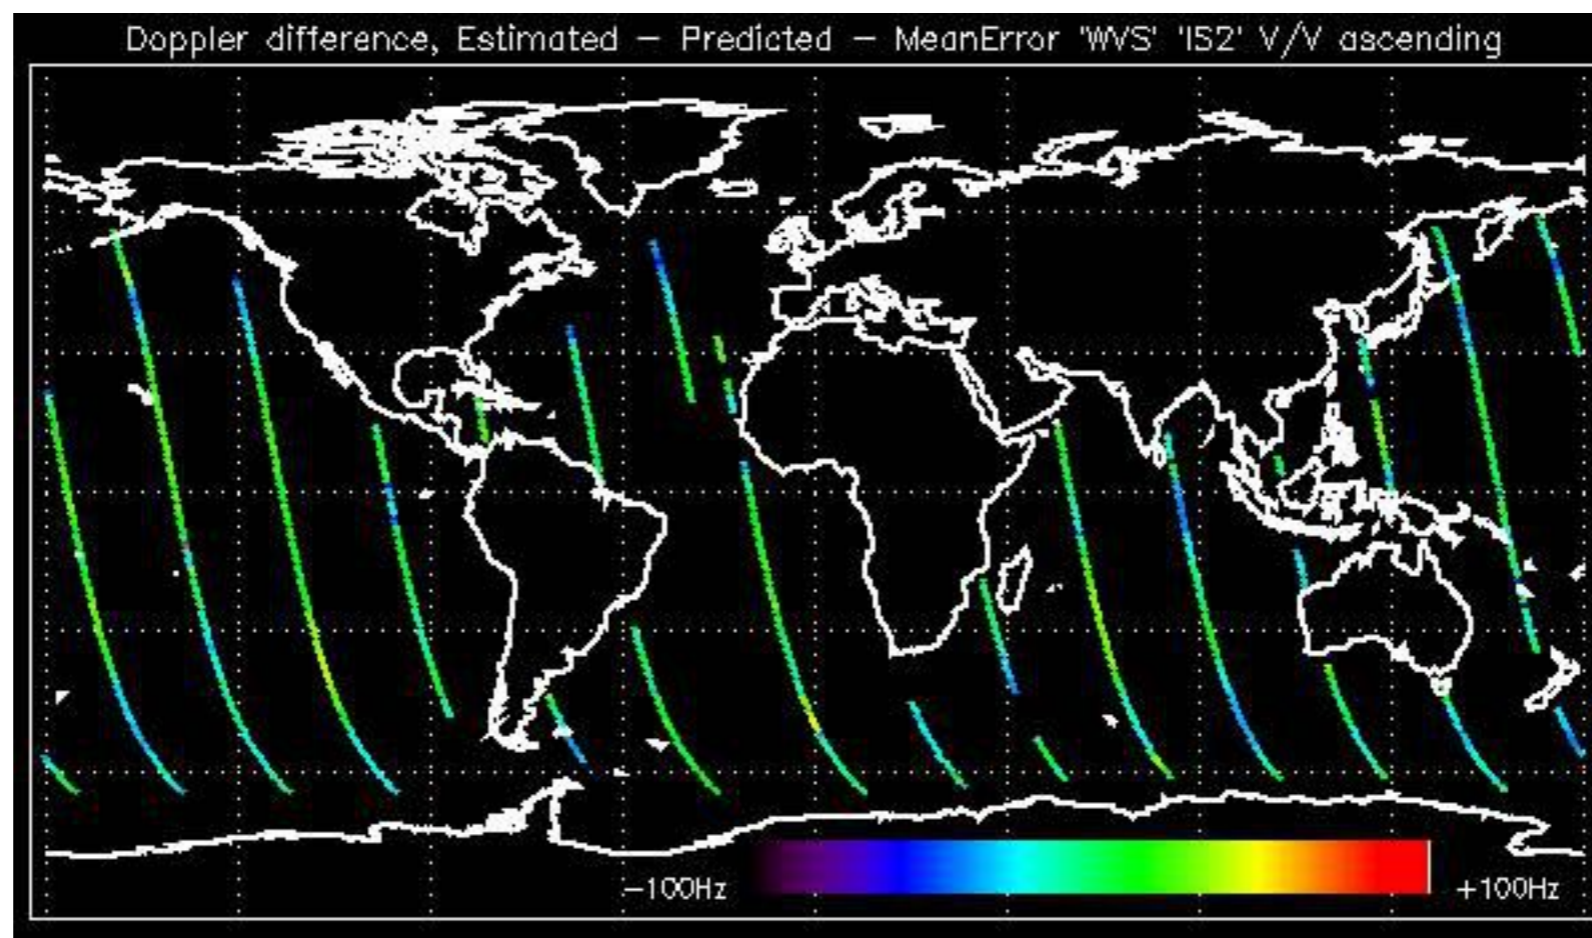 Doppler difference, Estimated – Predicted – MeanError 'WVS' 'IS2' V/V ascending
–100Hz
+100Hz